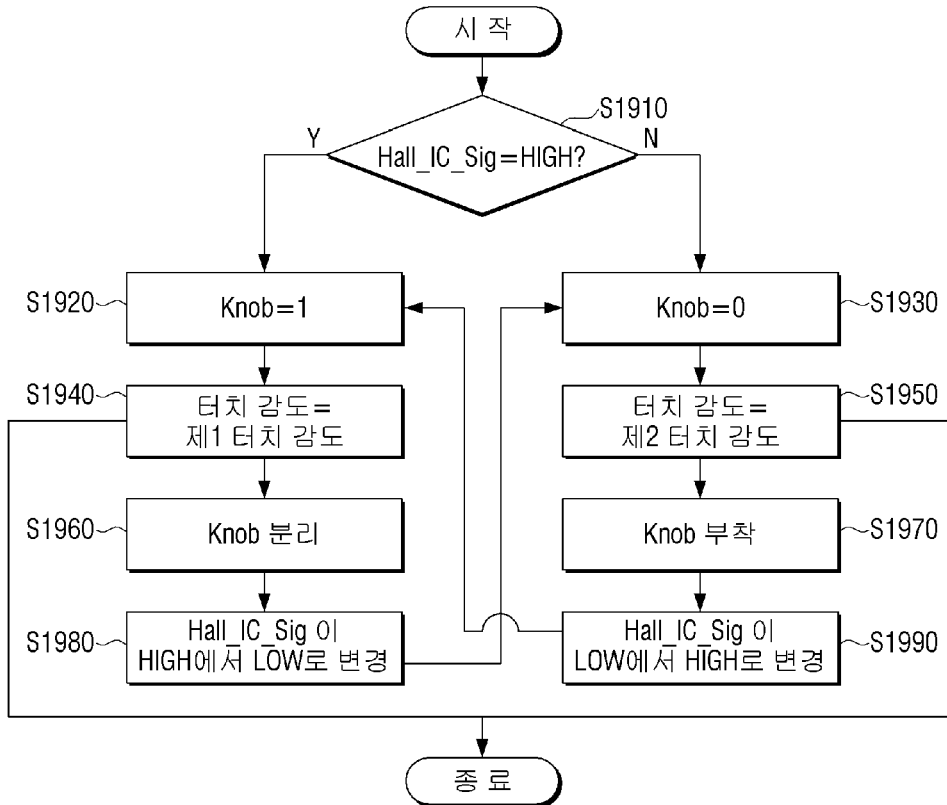 시작
S1910
Y
N
Hall_IC_Sig=HIGH?
S1920
Knob=1
Knob=0
S1930
S1940
터치 감도=
제1 터치 감도
터치 감도=
제2 터치 감도
S1950
S1960
Knob 분리
Knob 부착
S1970
S1980
Hall_IC_Sig 이
HIGH에서 LOW로 변경
Hall_IC_Sig 이
LOW에서 HIGH로 변경
S1990
종료